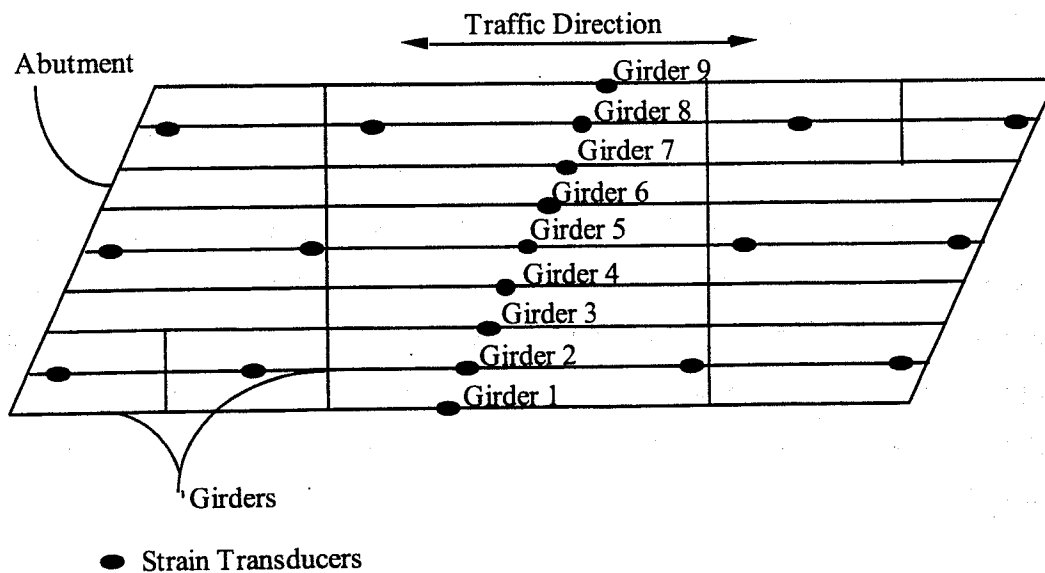 Traffic Direction
Abutment
Girder 9
Girder 8
Girder 7
Girder 6
Girder 5
Girder 4
Girder 3
Girder 2
Girder 1
Girders
Strain Transducers